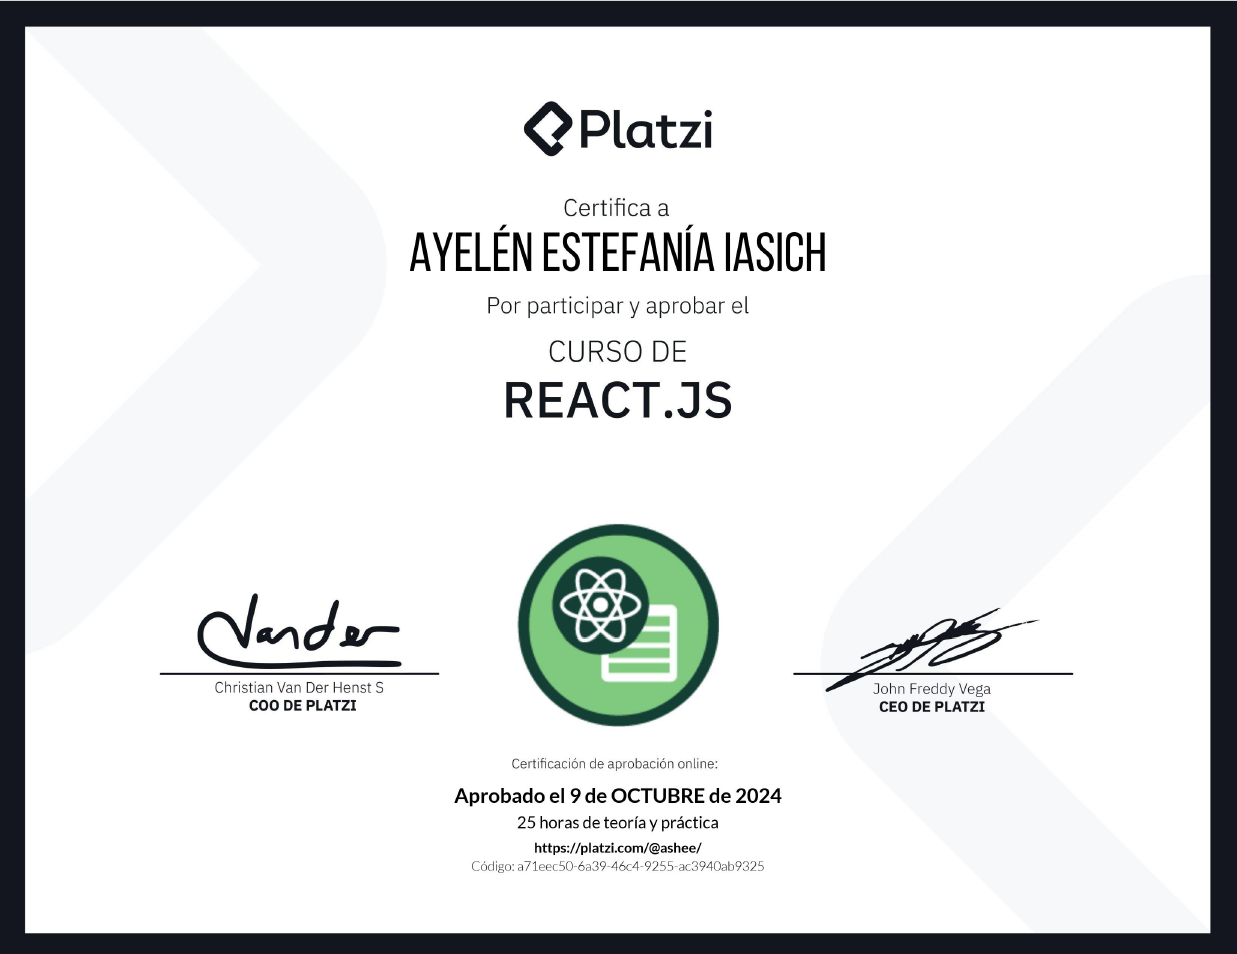 Platzi
Certifica a
AYELÉN ESTEFANÍA IASICH
Por participar y aprobar el
CURSO DE
REACT.JS
Vander
Christian Van Der Henst S
COO DE PLATZI
John Freddy Vega
CEO DE PLATZI
Certificación de aprobación online:
Aprobado el 9 de OCTUBRE de 2024
25 horas de teoría y práctica
https://platzi.com/@ashee/
Código: a71eec50-6a39-46c4-9255-ac3940ab9325